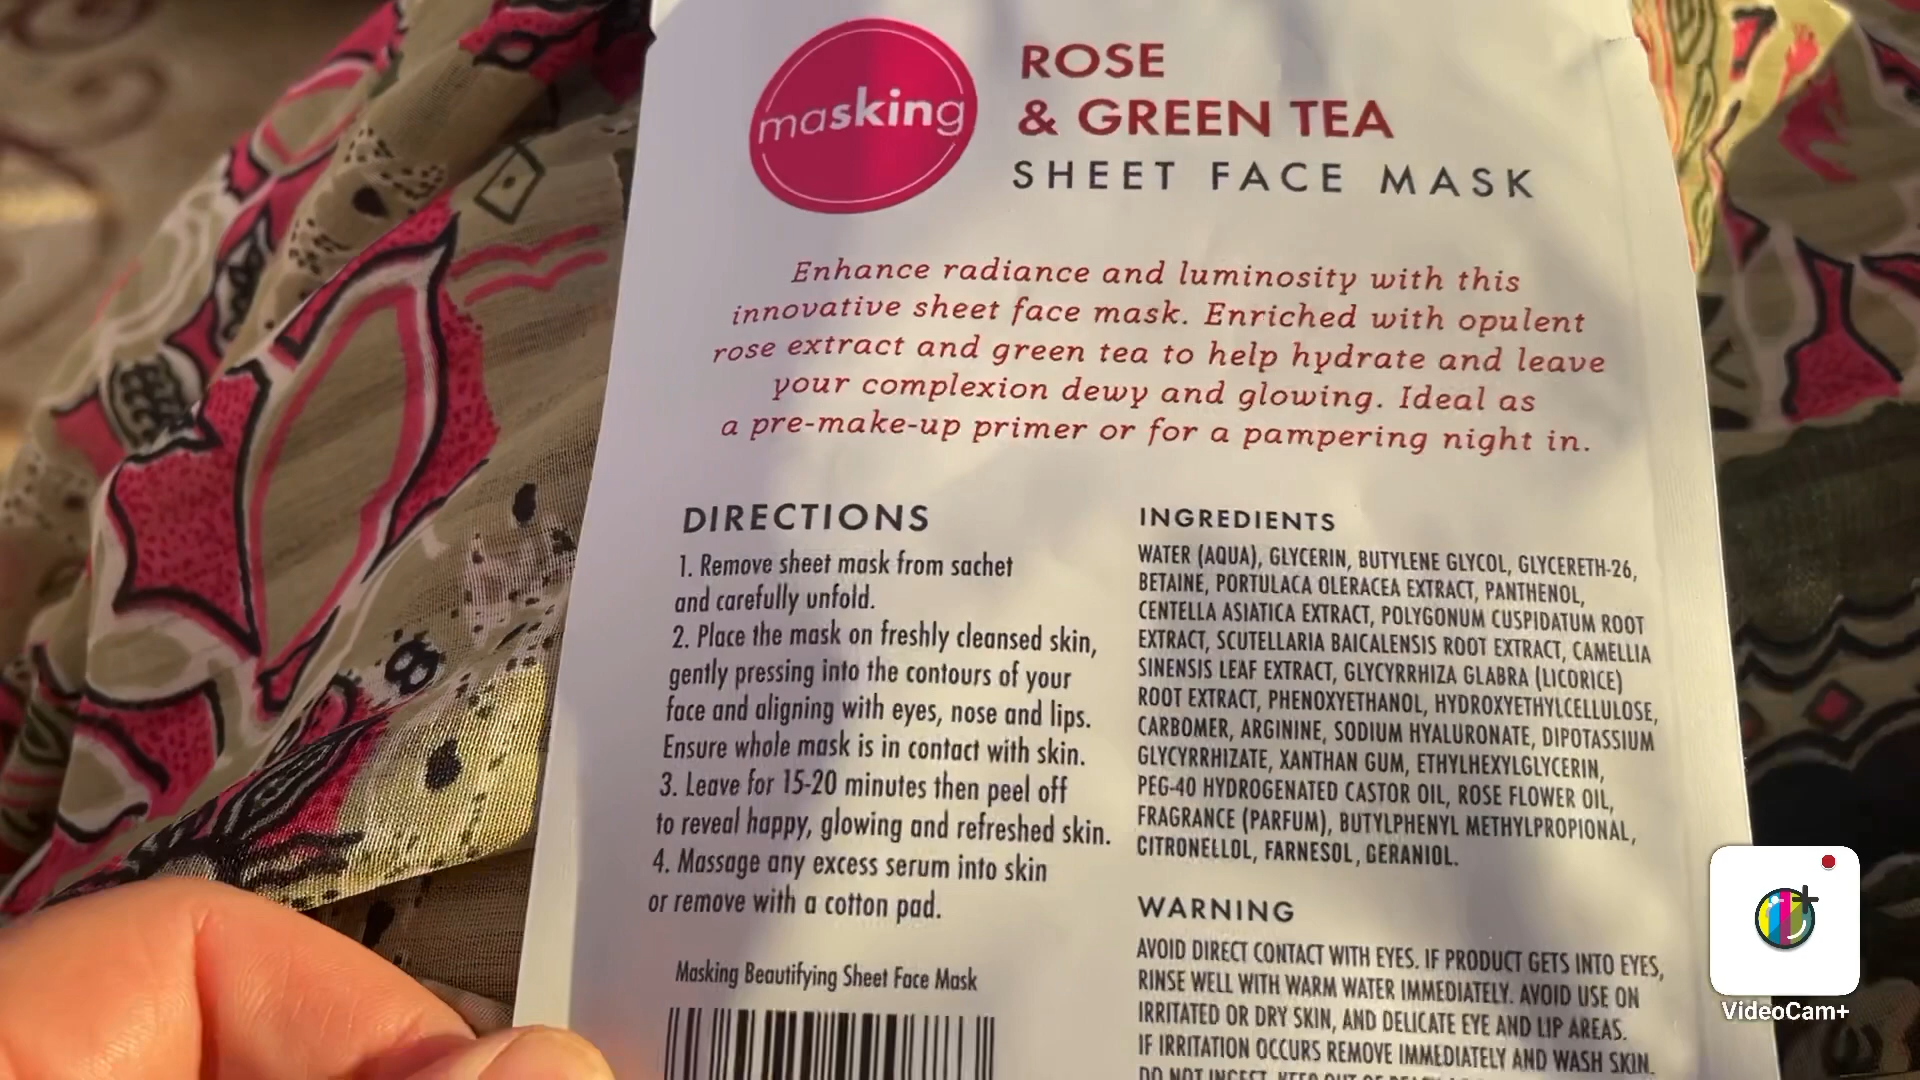 masking
ROSE
& GREEN TEA
SHEET FACE MASK
Enhance radiance and luminosity with this
innovative sheet face mask. Enriched with opulent
rose extract and green tea to help hydrate and leave
your complexion dewy and glowing. Ideal as
a pre-make-up primer or for a pampering night in.
DIRECTIONS
1. Remove sheet mask from sachet
and carefully unfold.
2. Place the mask on freshly cleansed skin,
gently pressing into the contours of your
face and aligning with eyes, nose and lips.
Ensure whole mask is in contact with skin.
3. Leave for 15-20 minutes then peel off
to reveal happy, glowing and refreshed skin.
4. Massage any excess serum into skin
or remove with a cotton pad.
Masking Beautifying Sheet Face Mask
INGREDIENTS
WATER (AQUA), GLYCERIN, BUTYLENE GLYCOL, GLYCERETH-26,
BETAINE, PORTULACA OLERACEA EXTRACT, PANTHENOL,
CENTELLA ASIATICA EXTRACT, POLYGONUM CUSPIDATUM ROOT
EXTRACT, SCUTELLARIA BAICALENSIS ROOT EXTRACT, CAMELLIA
SINENSIS LEAF EXTRACT, GLYCYRRHIZA GLABRA (LICORICE)
ROOT EXTRACT, PHENOXYETHANOL, HYDROXYETHYLCELLULOSE,
CARBOMER, ARGININE, SODIUM HYALURONATE, DIPOTASSIUM
GLYCYRRHIZATE, XANTHAN GUM, ETHYLHEXYLGLYCERIN,
PEG-40 HYDROGENATED CASTOR OIL, ROSE FLOWER OIL,
FRAGRANCE (PARFUM), BUTYLPHENYL METHYLPROPIONAL,
CITRONELLOL, FARNESOL, GERANIOL.
WARNING
AVOID DIRECT CONTACT WITH EYES. IF PRODUCT GETS INTO EYES,
RINSE WELL WITH WARM WATER IMMEDIATELY. AVOID USE ON
IRRITATED OR DRY SKIN, AND DELICATE EYE AND LIP AREAS.
IF IRRITATION OCCURS REMOVE IMMEDIATELY AND WASH SKIN.
DO NOT INGEST. KEEP OUT OF
VideoCam+